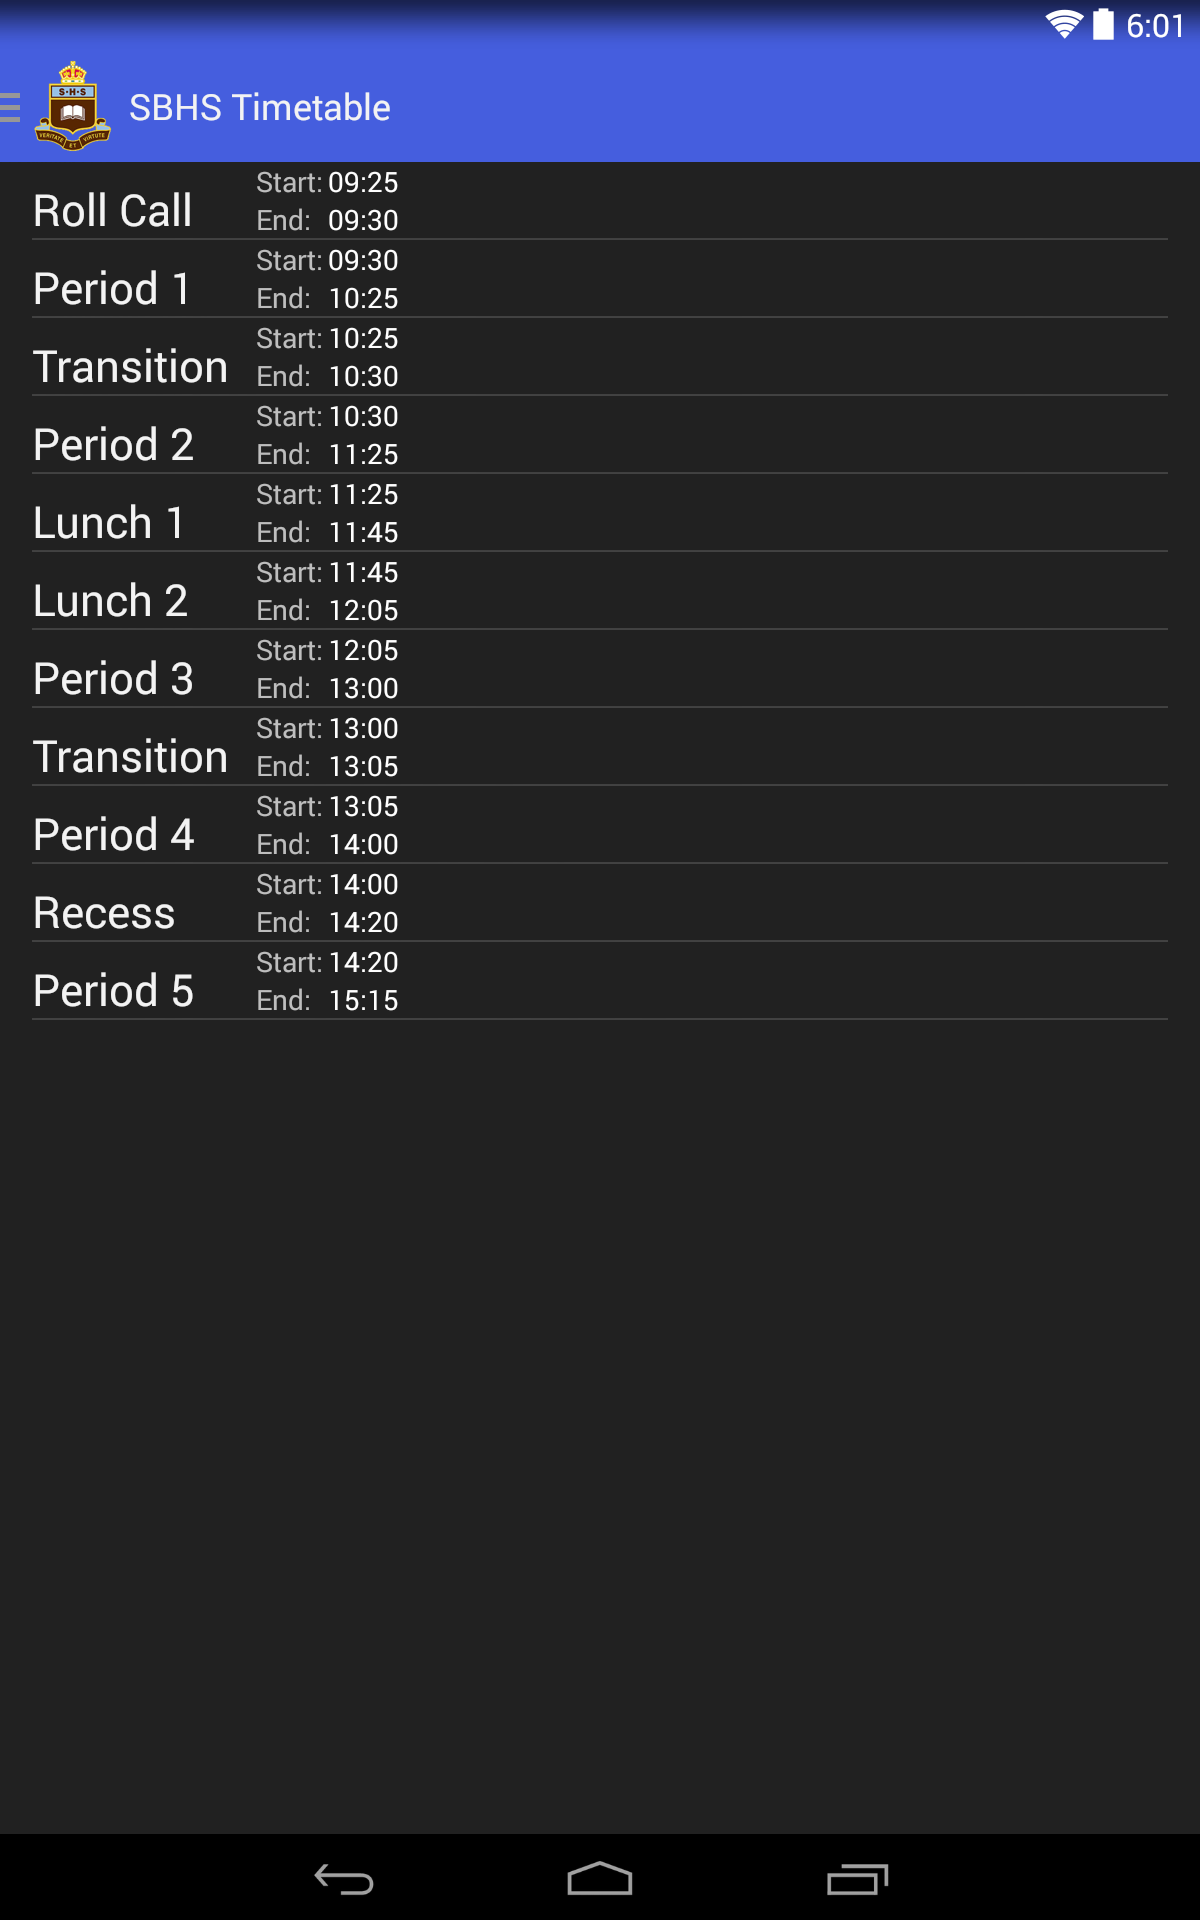 6:01
S·H·S
VERITATE ET VIRTUTE
SBHS Timetable
Roll Call
Start: 09:25
End: 09:30
Period 1
Start: 09:30
End: 10:25
Transition
Start: 10:25
End: 10:30
Period 2
Start: 10:30
End: 11:25
Lunch 1
Start: 11:25
End: 11:45
Lunch 2
Start: 11:45
End: 12:05
Period 3
Start: 12:05
End: 13:00
Transition
Start: 13:00
End: 13:05
Period 4
Start: 13:05
End: 14:00
Recess
Start: 14:00
End: 14:20
Period 5
Start: 14:20
End: 15:15